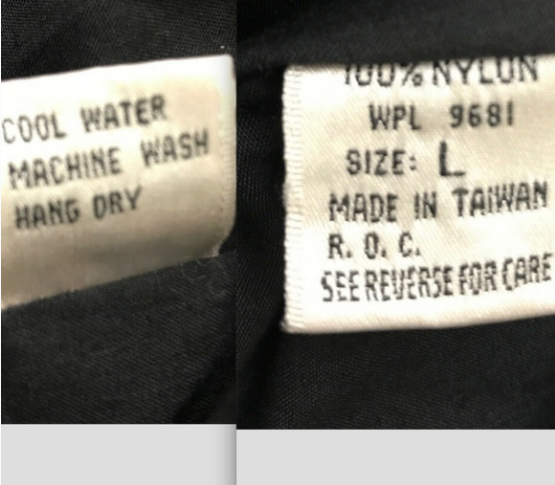 COOL WATER
MACHINE WASH
HANG DRY
100% NYLON
WPL 9681
SIZE: L
MADE IN TAIWAN
R. O. C.
SEE REVERSE FOR CARE